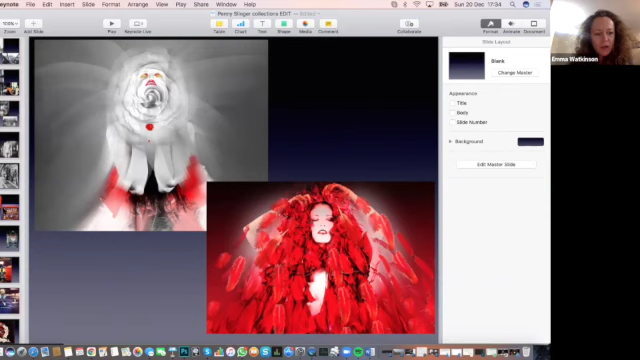 Keynote File Edit Insert Slide Format Arrange View Play Share Window Help
Sun 20 Dec 17:34
Penny Slinger collections EDIT — Edited
100%
Zoom Add Slide Play Keynote Live Table Chart Text Shape Media Comment Collaborate Format Animate Document
Slide Layout
Blank
Change Master
Appearance
Title
Body
Slide Number
Background
Edit Master Slide
Emma Watkinson